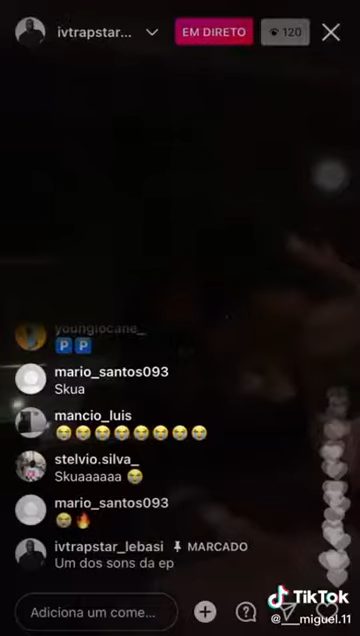 ivtrapstar...
EM DIRETO
120
youngiocane_
🅿️🅿️
mario_santos093
Skua
mancio_luis
😭😭😭😭😭😭😭😭
stelvio.silva_
Skuaaaaaa 😭
mario_santos093
😭🔥
ivtrapstar_lebasi MARCADO
Um dos sons da ep
Adiciona um come...
TikTok
@___miguel.11